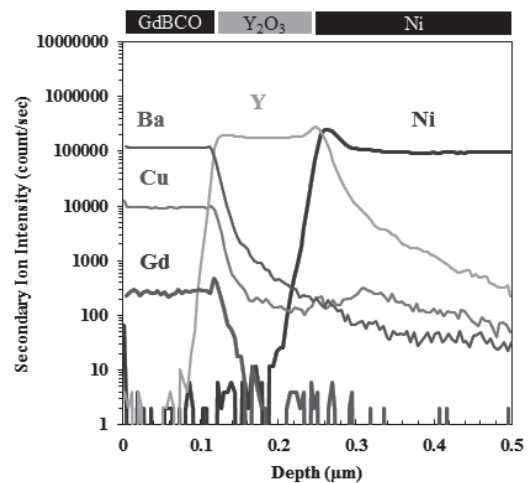 GdBCO Y₂O₃ Ni
10000000
1000000
100000
10000
1000
100
10
1
Secondary Ion Intensity (count/sec)
Ba
Y
Ni
Cu
Gd
0 0.1 0.2 0.3 0.4 0.5
Depth (μm)